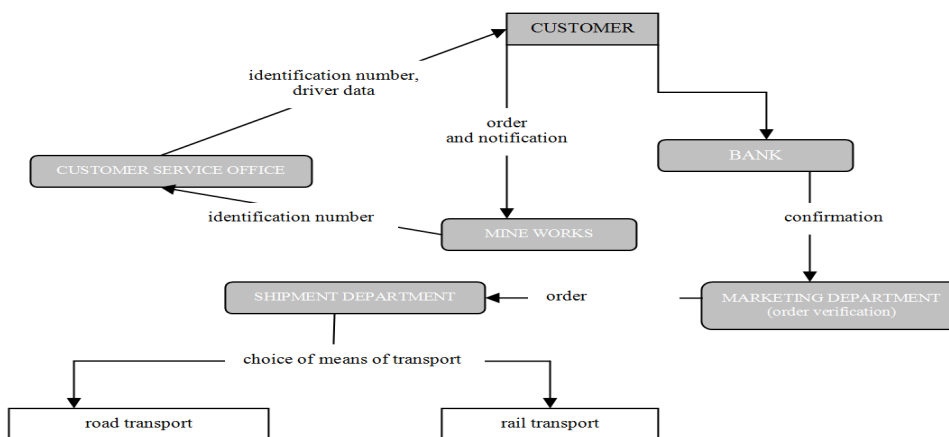 CUSTOMER
identification number,
driver data
order
and notification
BANK
CUSTOMER SERVICE OFFICE
identification number
confirmation
MINE WORKS
SHIPMENT DEPARTMENT
order
MARKETING DEPARTMENT
(order verification)
choice of means of transport
road transport
rail transport